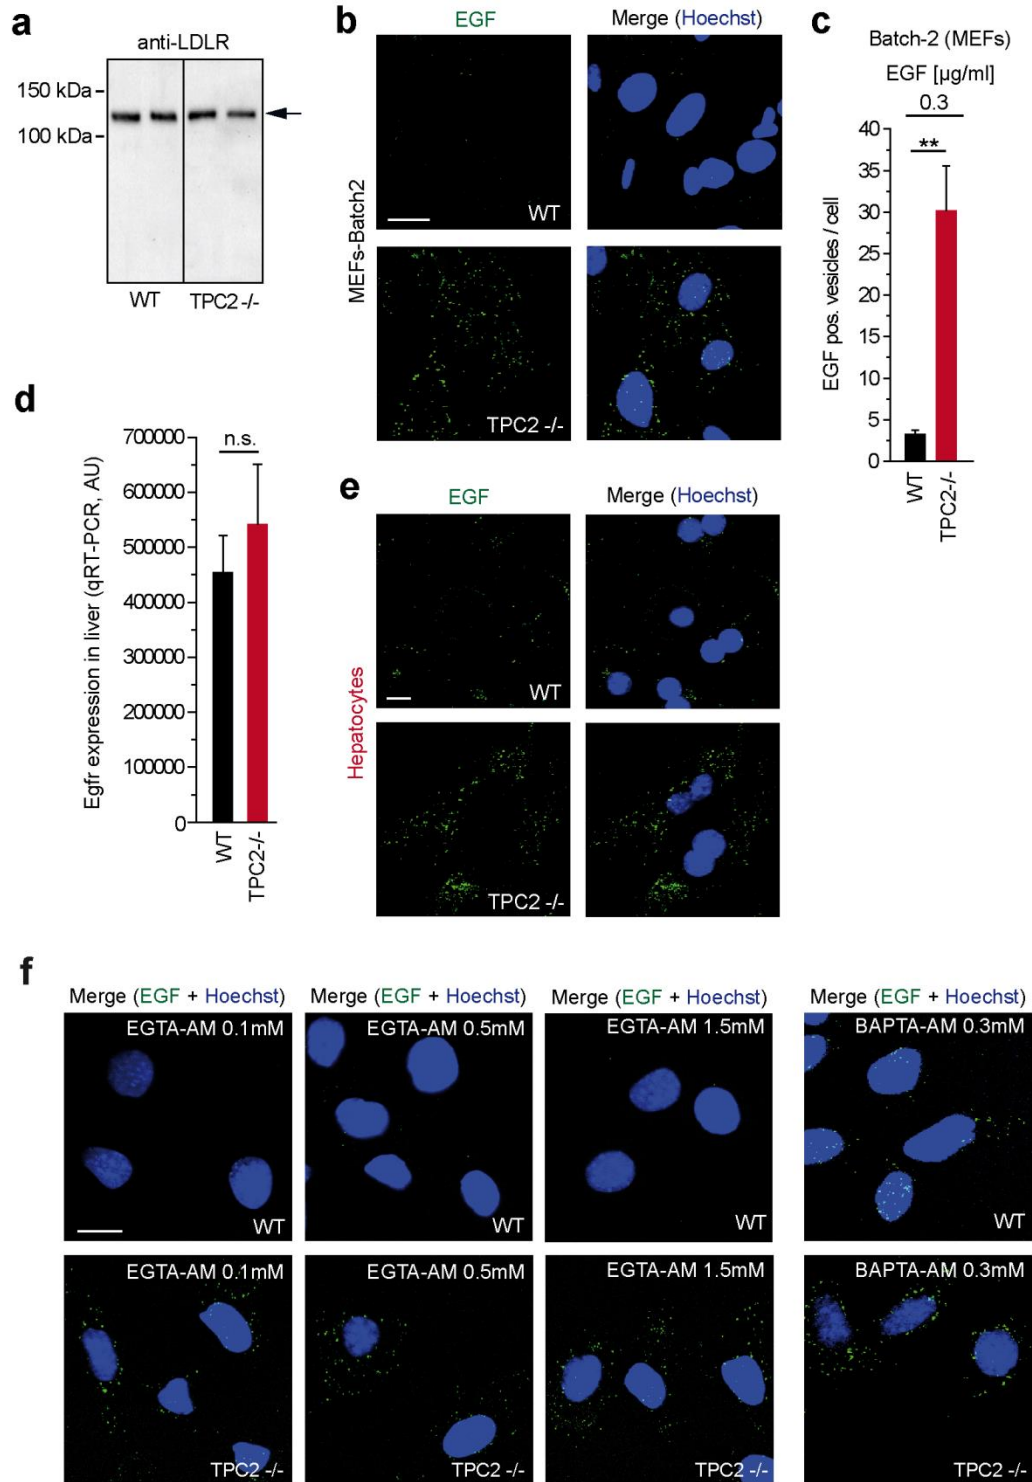 a
anti-LDLR
150 kDa
100 kDa
WT
TPC2 -/-
b
EGF
Merge (Hoechst)
MEFs-Batch2
WT
TPC2 -/-
c
Batch-2 (MEFs)
EGF [µg/ml]
0.3
**
EGF pos. vesicles / cell
40
35
30
25
20
15
10
5
0
WT
TPC2-/-
d
n.s.
Egfr expression in liver (qRT-PCR, AU)
700000
600000
500000
400000
300000
200000
100000
0
WT
TPC2-/-
e
EGF
Merge (Hoechst)
Hepatocytes
WT
TPC2 -/-
f
Merge (EGF + Hoechst)
Merge (EGF + Hoechst)
Merge (EGF + Hoechst)
Merge (EGF + Hoechst)
EGTA-AM 0.1mM
EGTA-AM 0.5mM
EGTA-AM 1.5mM
BAPTA-AM 0.3mM
WT
WT
WT
WT
EGTA-AM 0.1mM
EGTA-AM 0.5mM
EGTA-AM 1.5mM
BAPTA-AM 0.3mM
TPC2 -/-
TPC2 -/-
TPC2 -/-
TPC2 -/-